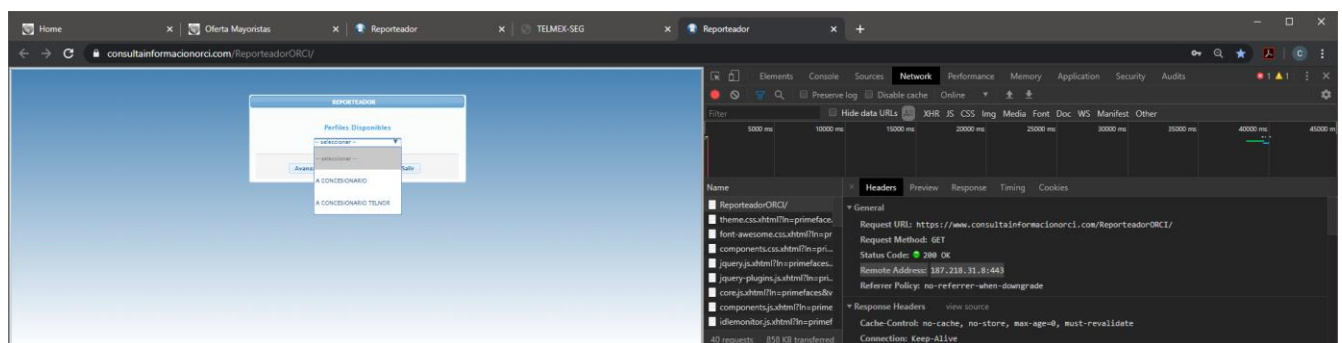 Home
Oferta Mayoristas
Reporteador
TELMEX-SEG
Reporteador
consultainformacionorci.com/ReporteadorORCI/
REPORTEADOR
Perfiles Disponibles
-- seleccionar --
-- seleccionar --
Avanz Salir
A CONCESIONARIO
A CONCESIONARIO TELNOR
Elements Console Sources Network Performance Memory Application Security Audits 1 2
Preserve log Disable cache Online
Filter Hide data URLs All XHR JS CSS Img Media Font Doc WS Manifest Other
5000 ms 10000 ms 15000 ms 20000 ms 25000 ms 30000 ms 35000 ms 40000 ms 45000 m
Name
ReporteadorORCI/
theme.css.xhtml?ln=primeface.
font-awesome.css.xhtml?ln=pr
components.css.xhtml?ln=pri...
jquery.js.xhtml?ln=primefaces..
jquery-plugins.js.xhtml?ln=pri..
core.js.xhtml?ln=primefaces&v
components.js.xhtml?ln=prime
idlemonitor.js.xhtml?ln=primef
40 requests 858 KB transferred
Headers Preview Response Timing Cookies
General
Request URL: https://www.consultainformacionorci.com/ReporteadorORCI/
Request Method: GET
Status Code: 200 OK
Remote Address: 187.218.31.8:443
Referrer Policy: no-referrer-when-downgrade
Response Headers view source
Cache-Control: no-cache, no-store, max-age=0, must-revalidate
Connection: Keep-Alive